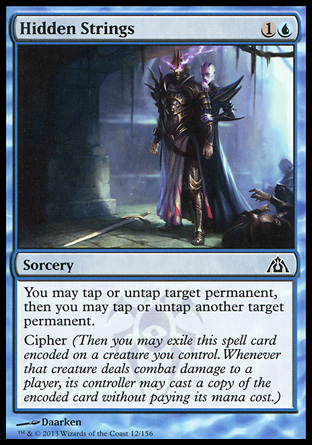 Hidden Strings 1
Sorcery
You may tap or untap target permanent,
then you may tap or untap another target
permanent.
Cipher (Then you may exile this spell card
encoded on a creature you control. Whenever
that creature deals combat damage to a
player, its controller may cast a copy of the
encoded card without paying its mana cost.)
Daarken
™ & © 2013 Wizards of the Coast 12/156